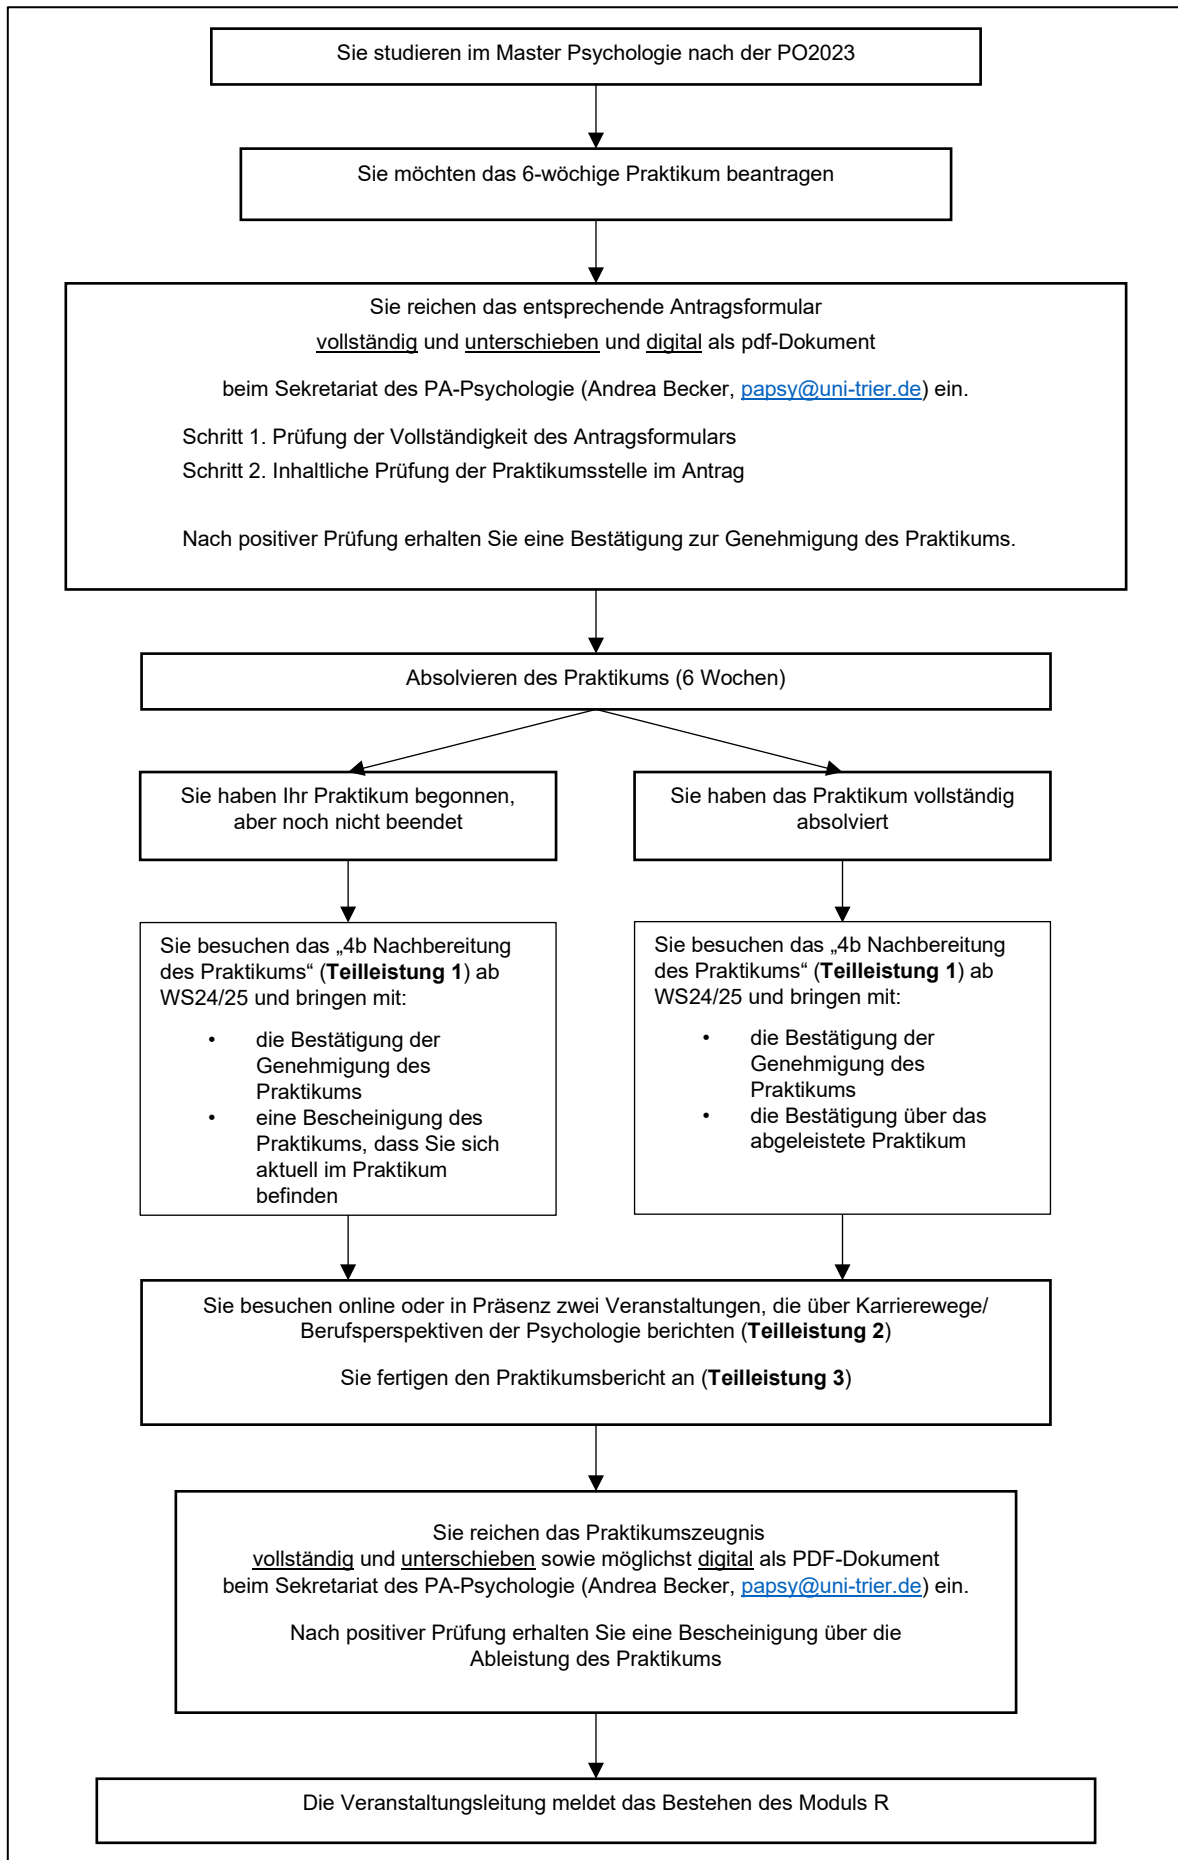 Sie studieren im Master Psychologie nach der PO2023
Sie möchten das 6-wöchige Praktikum beantragen
Sie reichen das entsprechende Antragsformular
vollständig und unterschieben und digital als pdf-Dokument
beim Sekretariat des PA-Psychologie (Andrea Becker, papsy@uni-trier.de) ein.
Schritt 1. Prüfung der Vollständigkeit des Antragsformulars
Schritt 2. Inhaltliche Prüfung der Praktikumsstelle im Antrag
Nach positiver Prüfung erhalten Sie eine Bestätigung zur Genehmigung des Praktikums.
Absolvieren des Praktikums (6 Wochen)
Sie haben Ihr Praktikum begonnen,
aber noch nicht beendet
Sie haben das Praktikum vollständig
absolviert
Sie besuchen das „4b Nachbereitung
des Praktikums“ (Teilleistung 1) ab
WS24/25 und bringen mit:
• die Bestätigung der
Genehmigung des
Praktikums
• eine Bescheinigung des
Praktikums, dass Sie sich
aktuell im Praktikum
befinden
Sie besuchen das „4b Nachbereitung
des Praktikums“ (Teilleistung 1) ab
WS24/25 und bringen mit:
• die Bestätigung der
Genehmigung des
Praktikums
• die Bestätigung über das
abgeleistete Praktikum
Sie besuchen online oder in Präsenz zwei Veranstaltungen, die über Karrierewege/
Berufsperspektiven der Psychologie berichten (Teilleistung 2)
Sie fertigen den Praktikumsbericht an (Teilleistung 3)
Sie reichen das Praktikumszeugnis
vollständig und unterschieben sowie möglichst digital als PDF-Dokument
beim Sekretariat des PA-Psychologie (Andrea Becker, papsy@uni-trier.de) ein.
Nach positiver Prüfung erhalten Sie eine Bescheinigung über die
Ableistung des Praktikums
Die Veranstaltungsleitung meldet das Bestehen des Moduls R